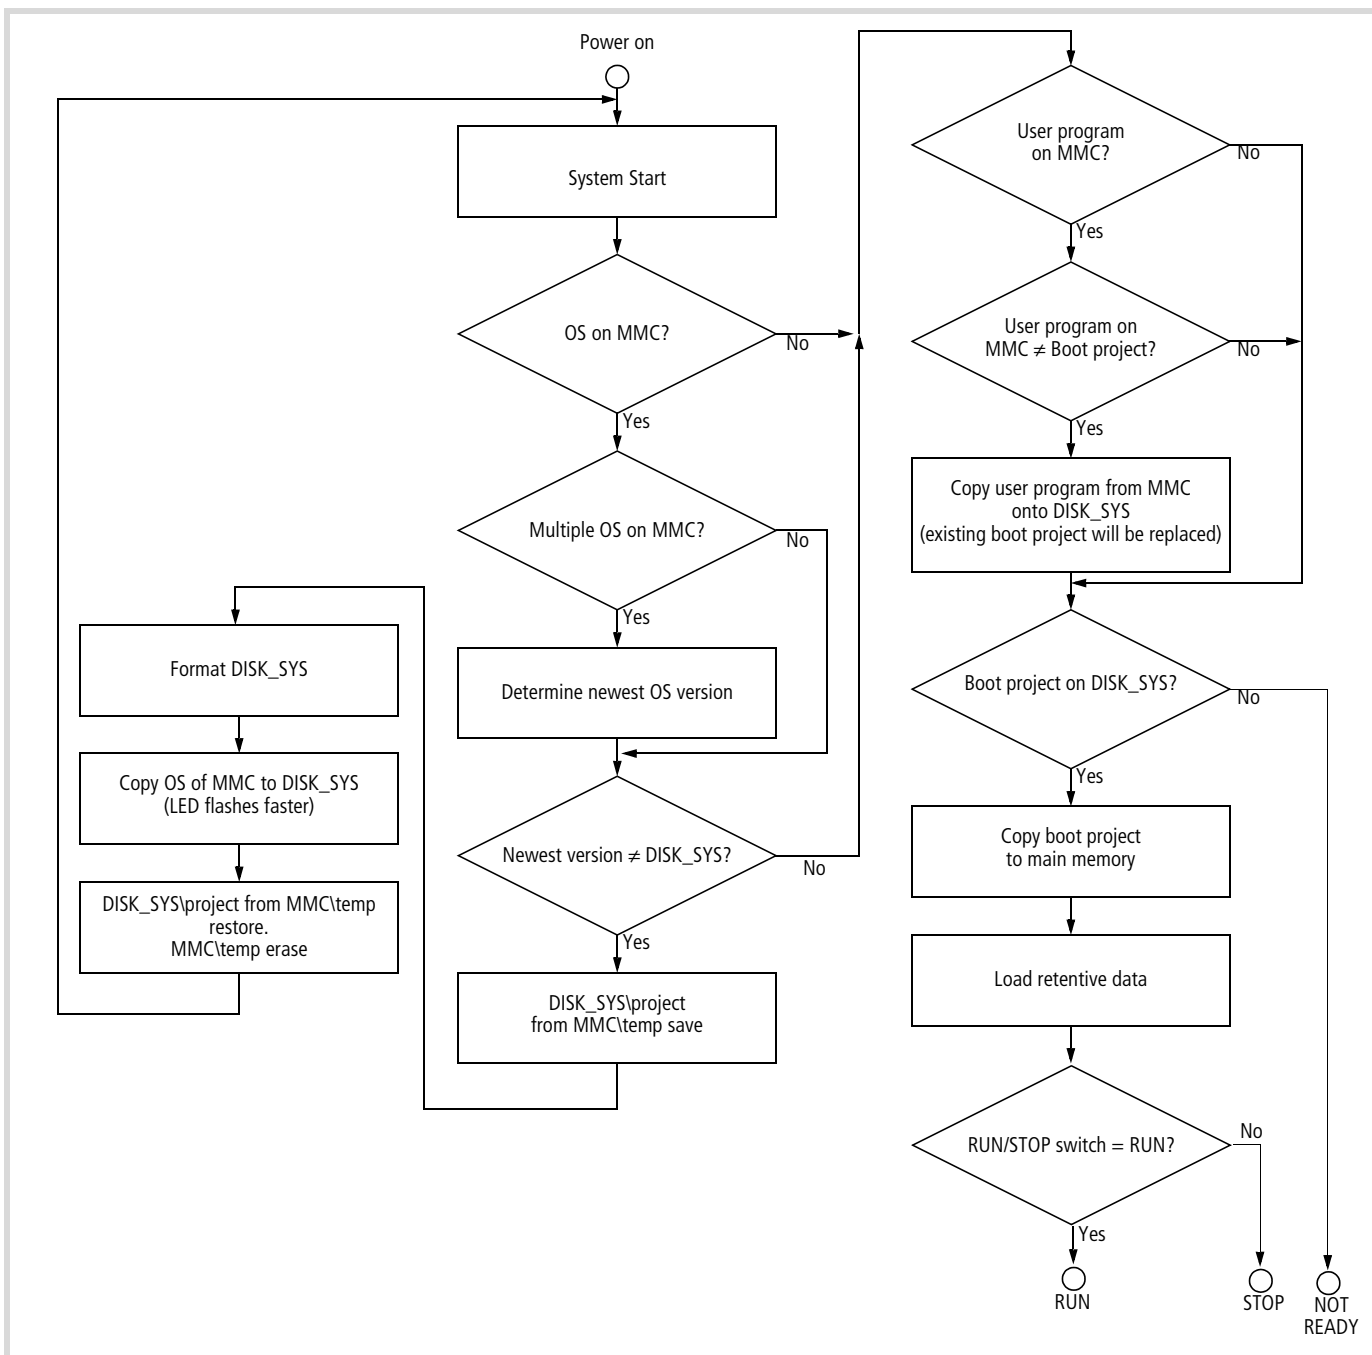 Power on
System Start
OS on MMC?
No
Yes
Multiple OS on MMC?
No
Yes
Determine newest OS version
Newest version ≠ DISK_SYS?
No
Yes
DISK_SYS\project
from MMC\temp save
Format DISK_SYS
Copy OS of MMC to DISK_SYS
(LED flashes faster)
DISK_SYS\project from MMC\temp
restore.
MMC\temp erase
User program
on MMC?
No
Yes
User program on
MMC ≠ Boot project?
No
Yes
Copy user program from MMC
onto DISK_SYS
(existing boot project will be replaced)
Boot project on DISK_SYS?
No
Yes
Copy boot project
to main memory
Load retentive data
RUN/STOP switch = RUN?
No
Yes
RUN
STOP
NOT
READY